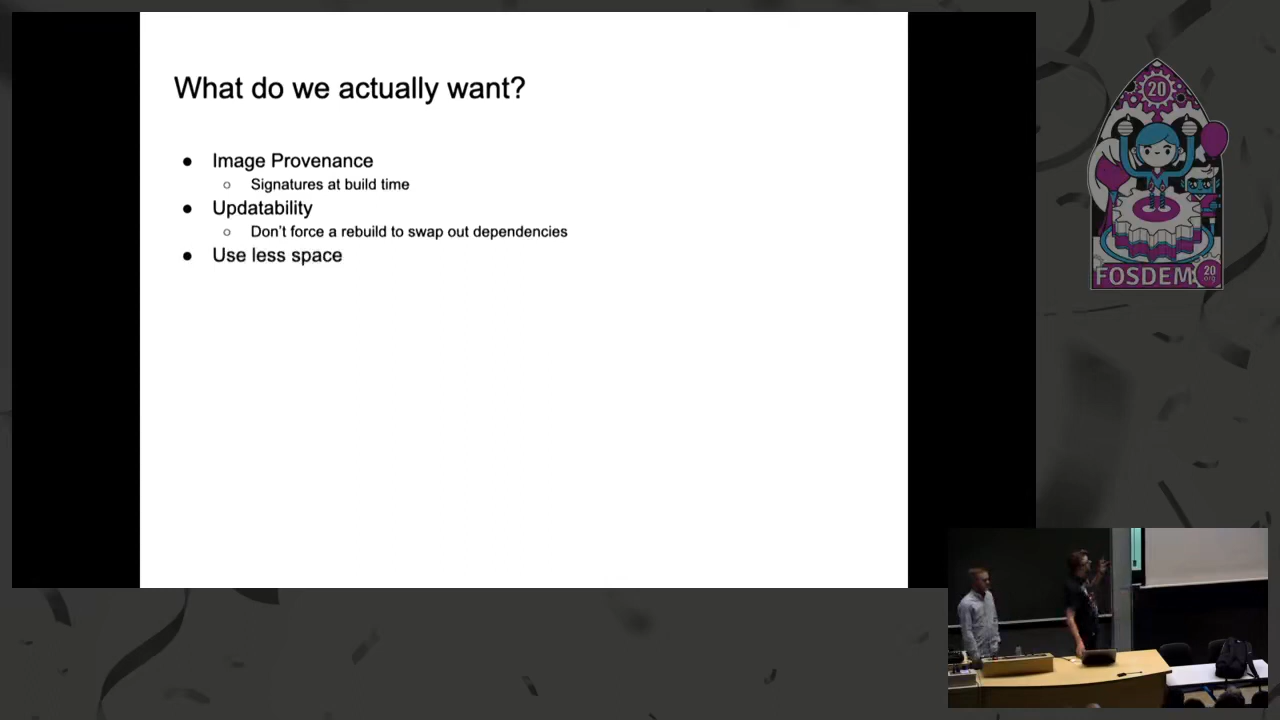 What do we actually want?
● Image Provenance
○ Signatures at build time
● Updatability
○ Don't force a rebuild to swap out dependencies
● Use less space
20
FOSDEM
20
org